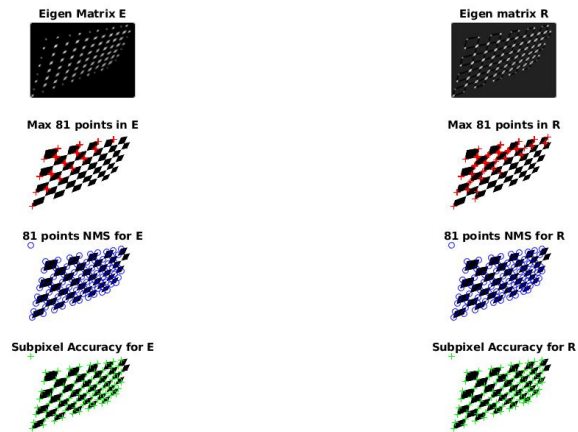 Eigen Matrix E
Eigen matrix R
Max 81 points in E
Max 81 points in R
81 points NMS for E
81 points NMS for R
Subpixel Accuracy for E
Subpixel Accuracy for R